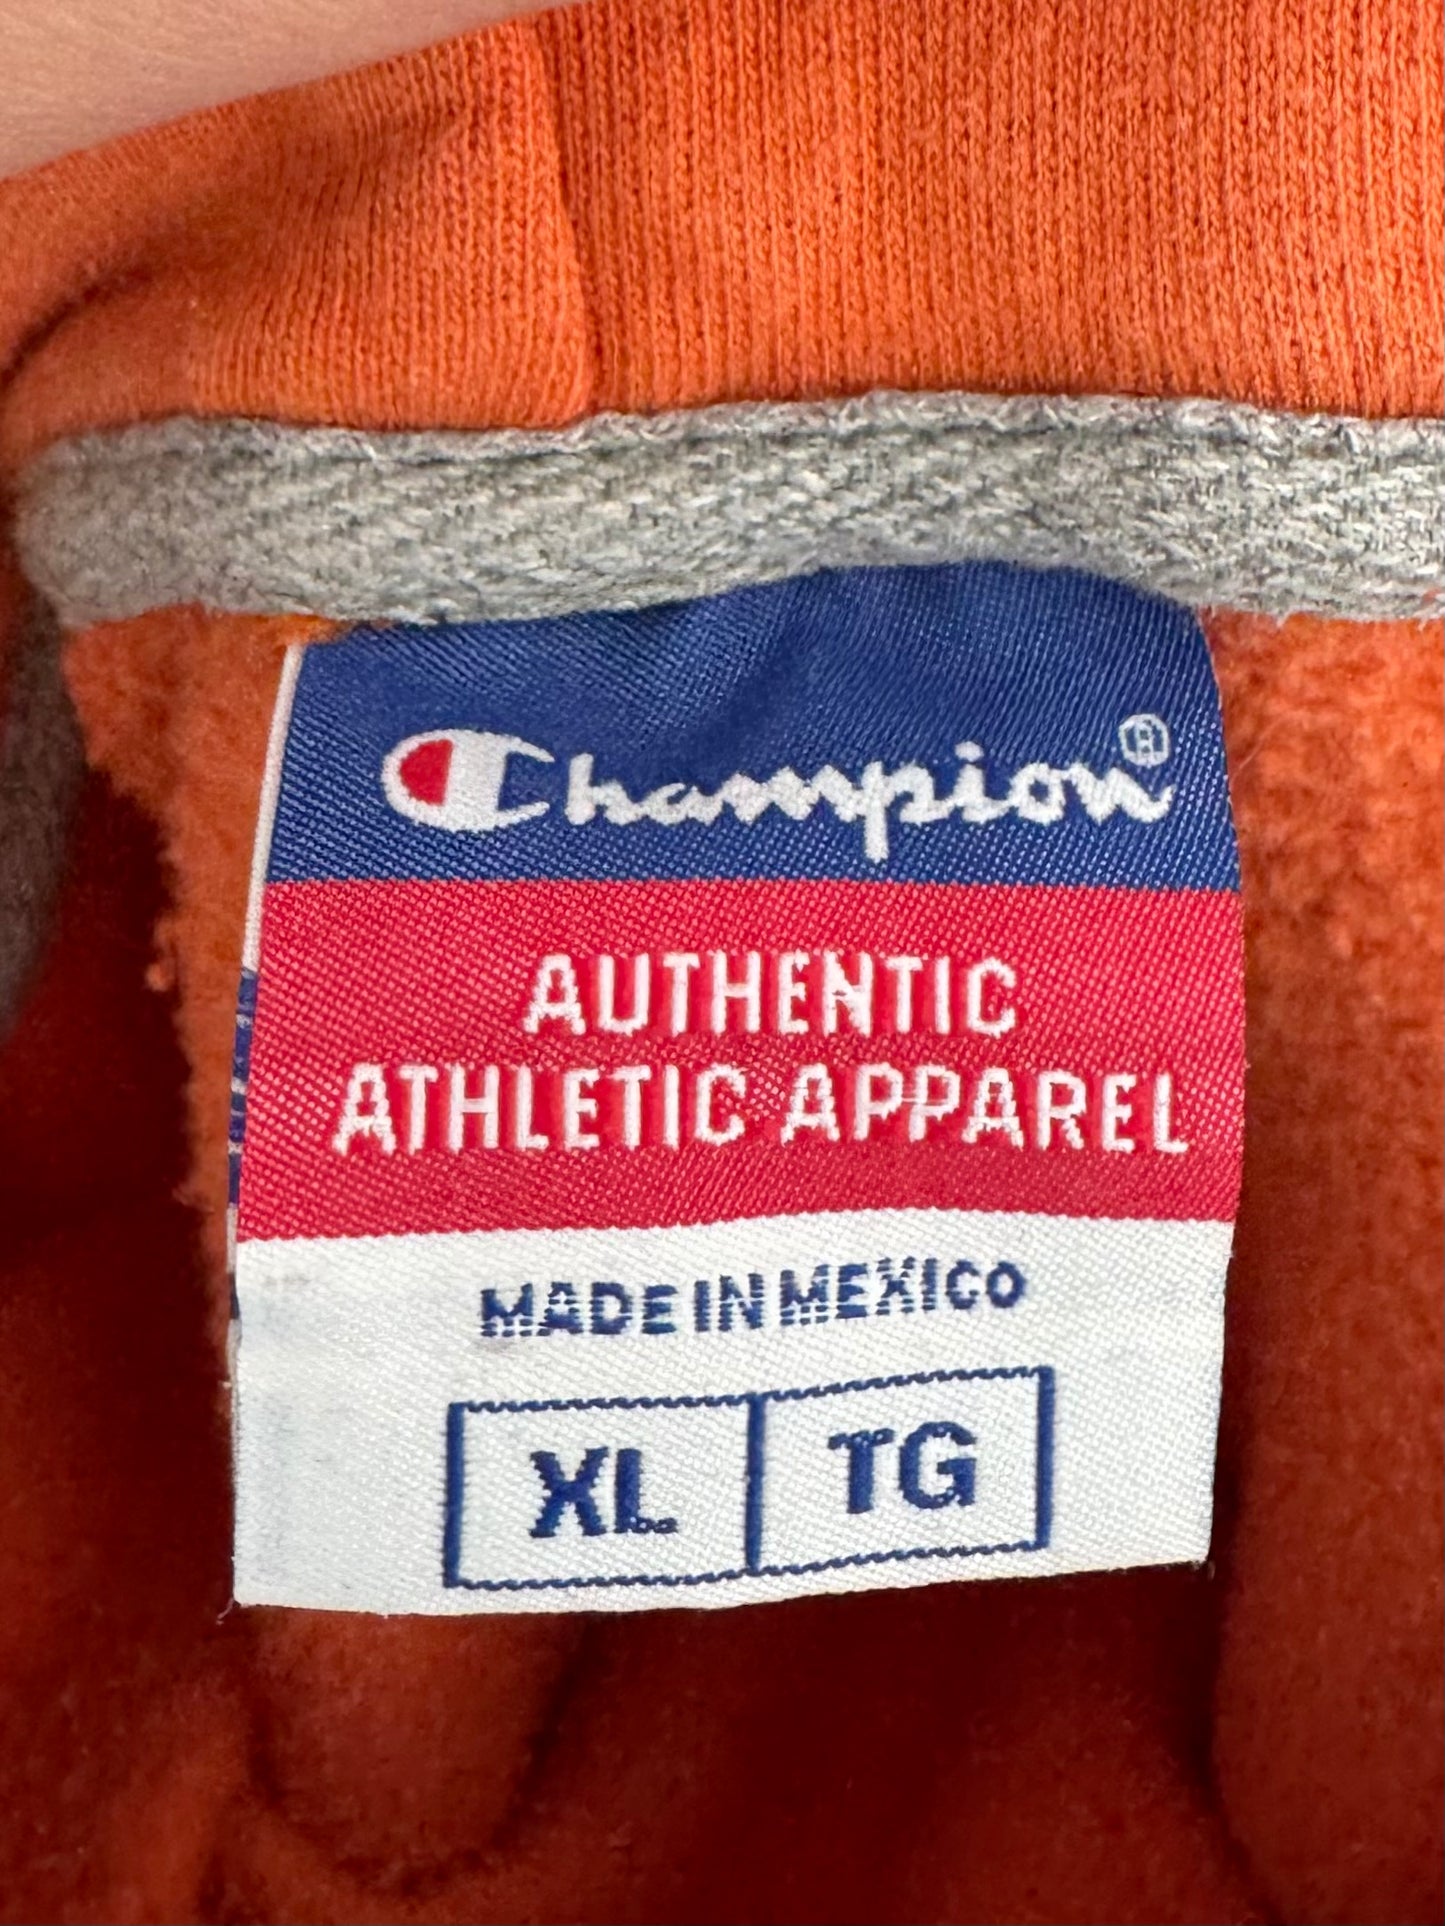 Champion®
AUTHENTIC
ATHLETIC APPAREL
MADE IN MEXICO
XL TG